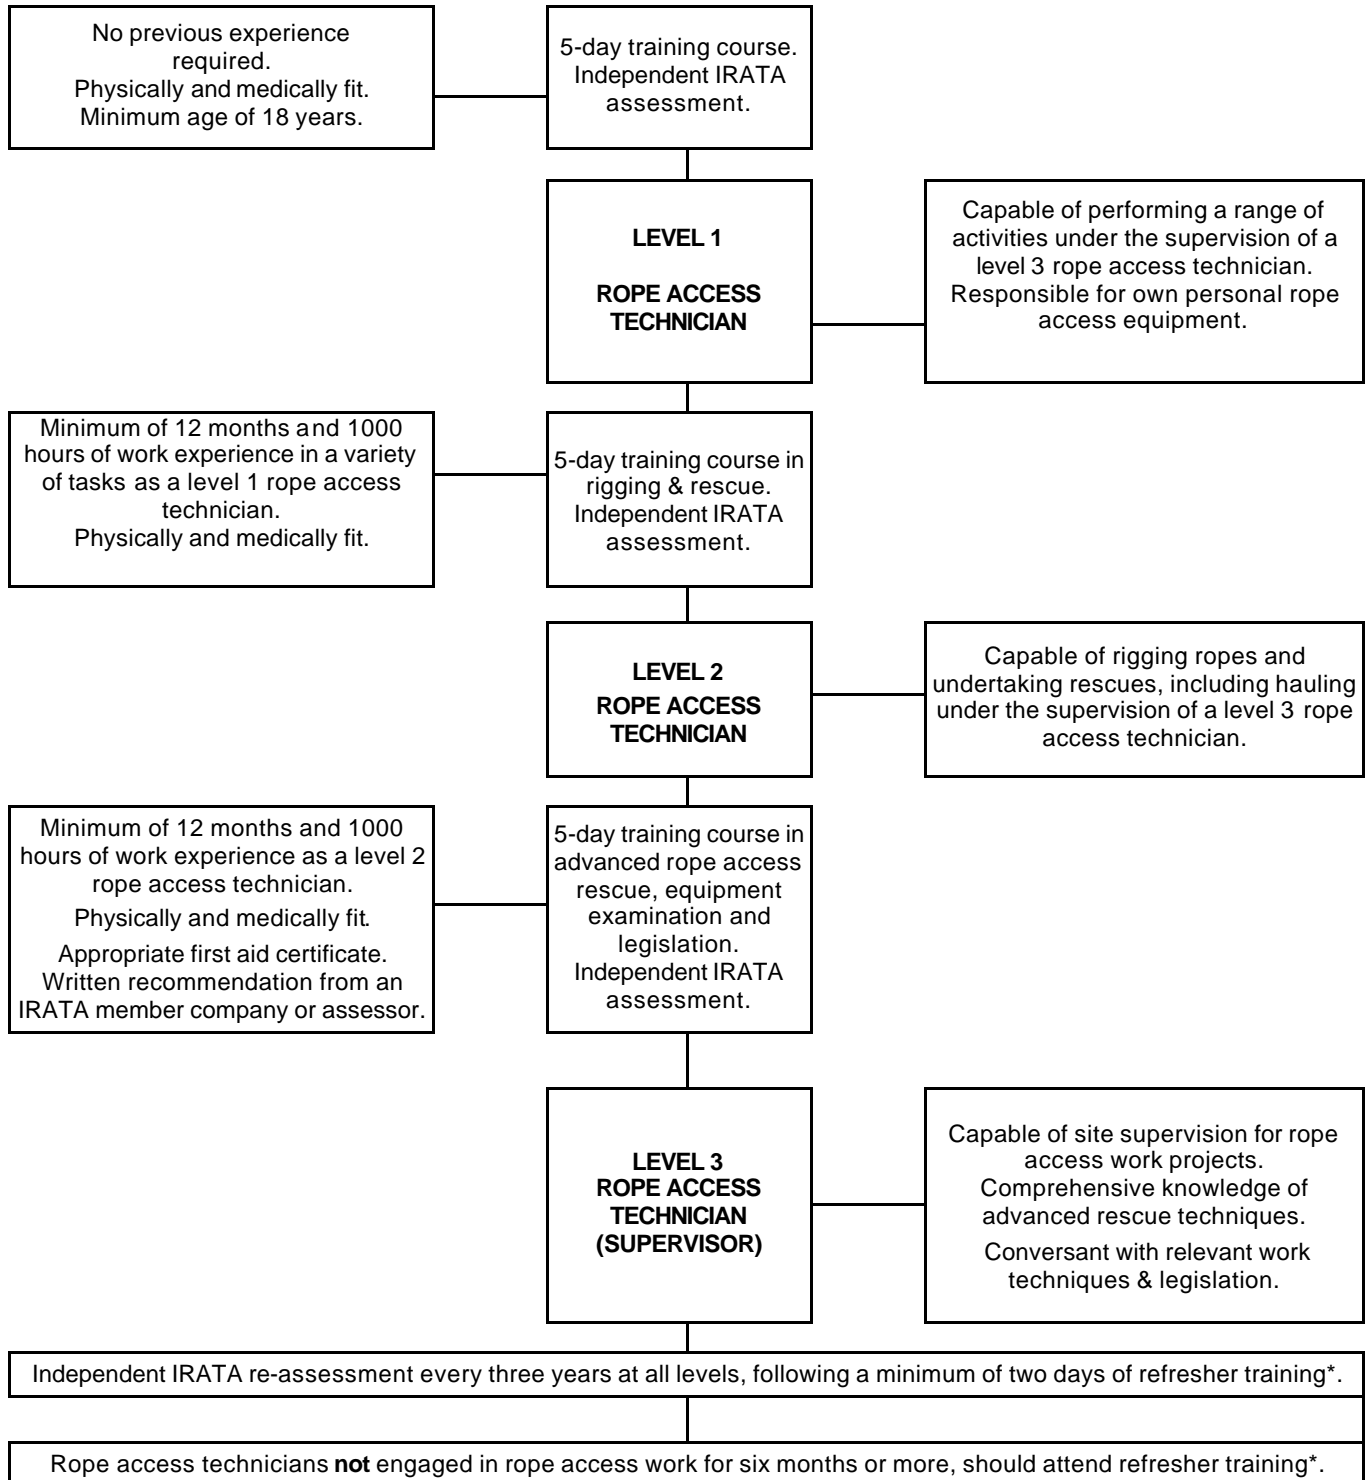 No previous experience
required.
Physically and medically fit.
Minimum age of 18 years.
5-day training course.
Independent IRATA
assessment.
LEVEL 1
ROPE ACCESS
TECHNICIAN
Capable of performing a range of
activities under the supervision of a
level 3 rope access technician.
Responsible for own personal rope
access equipment.
Minimum of 12 months and 1000
hours of work experience in a variety
of tasks as a level 1 rope access
technician.
Physically and medically fit.
5-day training course in
rigging & rescue.
Independent IRATA
assessment.
LEVEL 2
ROPE ACCESS
TECHNICIAN
Capable of rigging ropes and
undertaking rescues, including hauling
under the supervision of a level 3 rope
access technician.
Minimum of 12 months and 1000
hours of work experience as a level 2
rope access technician.
Physically and medically fit.
Appropriate first aid certificate.
Written recommendation from an
IRATA member company or assessor.
5-day training course in
advanced rope access
rescue, equipment
examination and
legislation.
Independent IRATA
assessment.
LEVEL 3
ROPE ACCESS
TECHNICIAN
(SUPERVISOR)
Capable of site supervision for rope
access work projects.
Comprehensive knowledge of
advanced rescue techniques.
Conversant with relevant work
techniques & legislation.
Independent IRATA re-assessment every three years at all levels, following a minimum of two days of refresher training*.
Rope access technicians not engaged in rope access work for six months or more, should attend refresher training*.